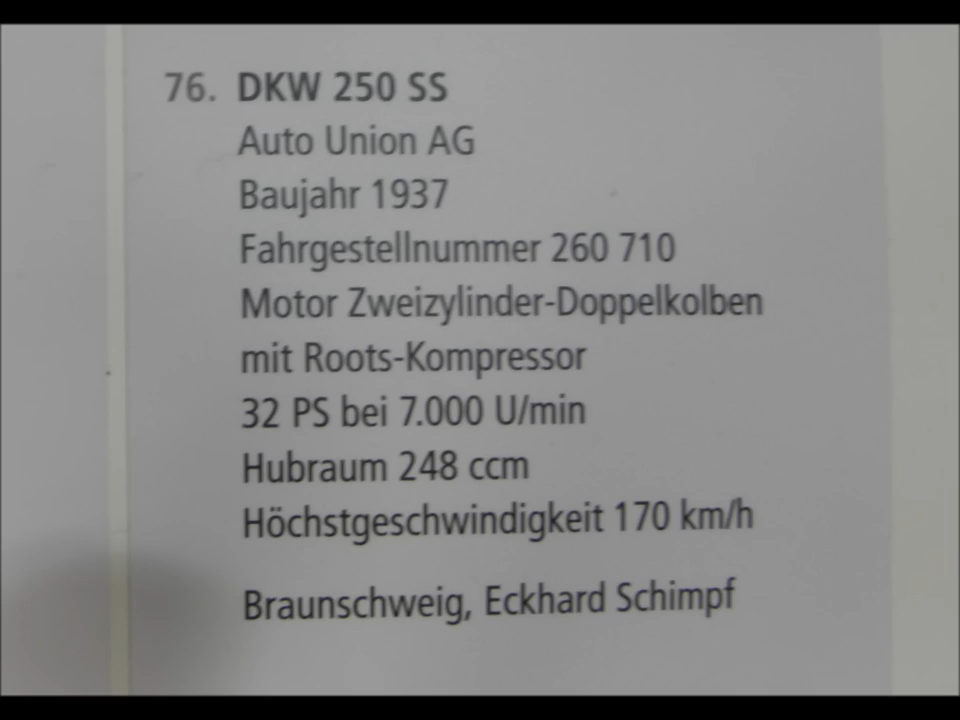 76. DKW 250 SS
Auto Union AG
Baujahr 1937
Fahrgestellnummer 260 710
Motor Zweizylinder-Doppelkolben
mit Roots-Kompressor
32 PS bei 7.000 U/min
Hubraum 248 ccm
Höchstgeschwindigkeit 170 km/h
Braunschweig, Eckhard Schimpf